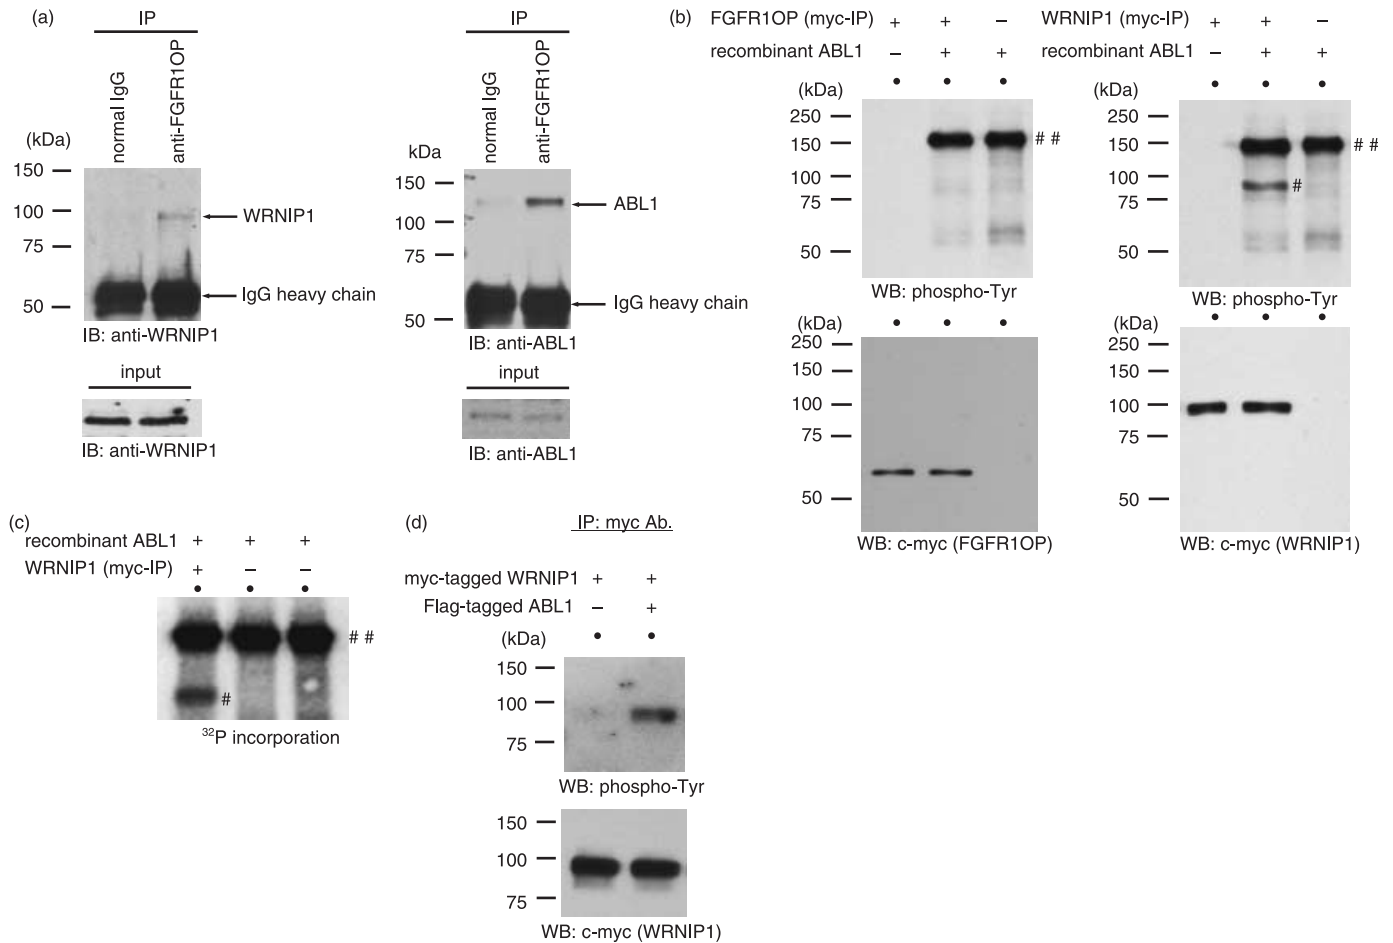 (a)
IP
normal IgG
anti-FGFR1OP
(kDa)
150
100
75
50
WRNIP1
IgG heavy chain
IB: anti-WRNIP1
input
IB: anti-WRNIP1
IP
normal IgG
anti-FGFR1OP
kDa
150
100
75
50
ABL1
IgG heavy chain
IB: anti-ABL1
input
IB: anti-ABL1
(b)
FGFR1OP (myc-IP) + + −
recombinant ABL1 − + +
(kDa)
250
150
100
75
50
# #
WB: phospho-Tyr
(kDa)
250
150
100
75
50
WB: c-myc (FGFR1OP)
WRNIP1 (myc-IP) + + −
recombinant ABL1 − + +
(kDa)
250
150
100
75
50
# #
#
WB: phospho-Tyr
(kDa)
250
150
100
75
50
WB: c-myc (WRNIP1)
(c)
recombinant ABL1 + + +
WRNIP1 (myc-IP) + − −
# #
#
³²P incorporation
(d)
IP: myc Ab.
myc-tagged WRNIP1 + +
Flag-tagged ABL1 − +
(kDa)
150
100
75
WB: phospho-Tyr
150
100
75
WB: c-myc (WRNIP1)